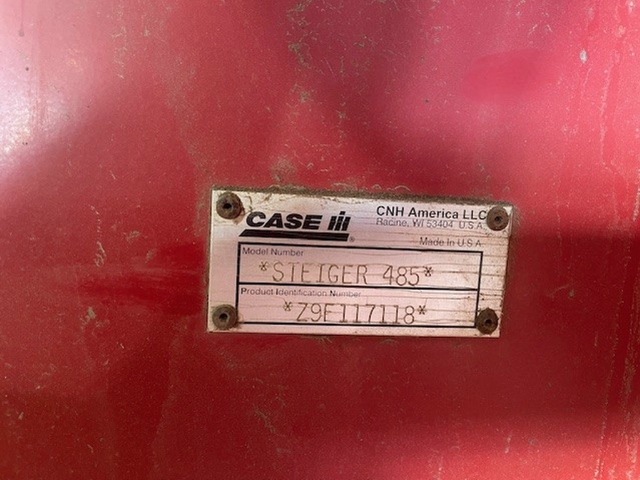 CASE IH
CNH America LLC
Racine, WI 53404 U.S.A.
Made in U.S.A.
Model Number
*STEIGER 485*
Product Identification Number
*Z9F117118*